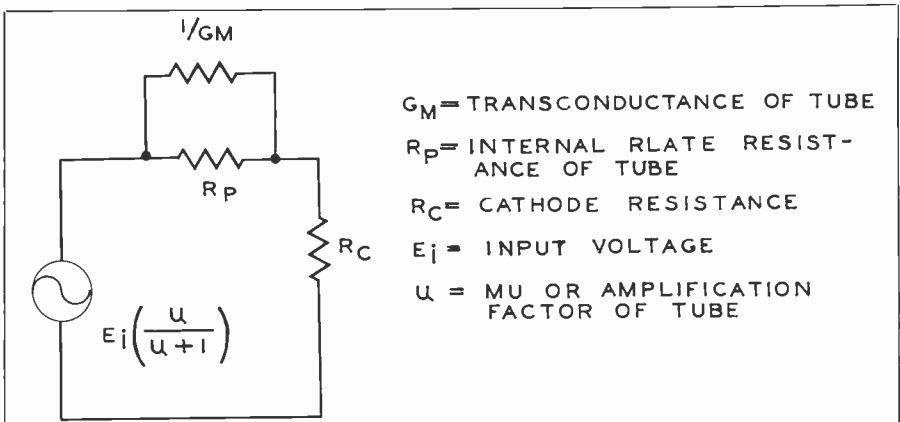 1/GM
RP
RC
Ei(u/u+1)
GM= TRANSCONDUCTANCE OF TUBE
RP= INTERNAL RLATE RESIST-
ANCE OF TUBE
RC= CATHODE RESISTANCE
Ei= INPUT VOLTAGE
u = MU OR AMPLIFICATION
FACTOR OF TUBE